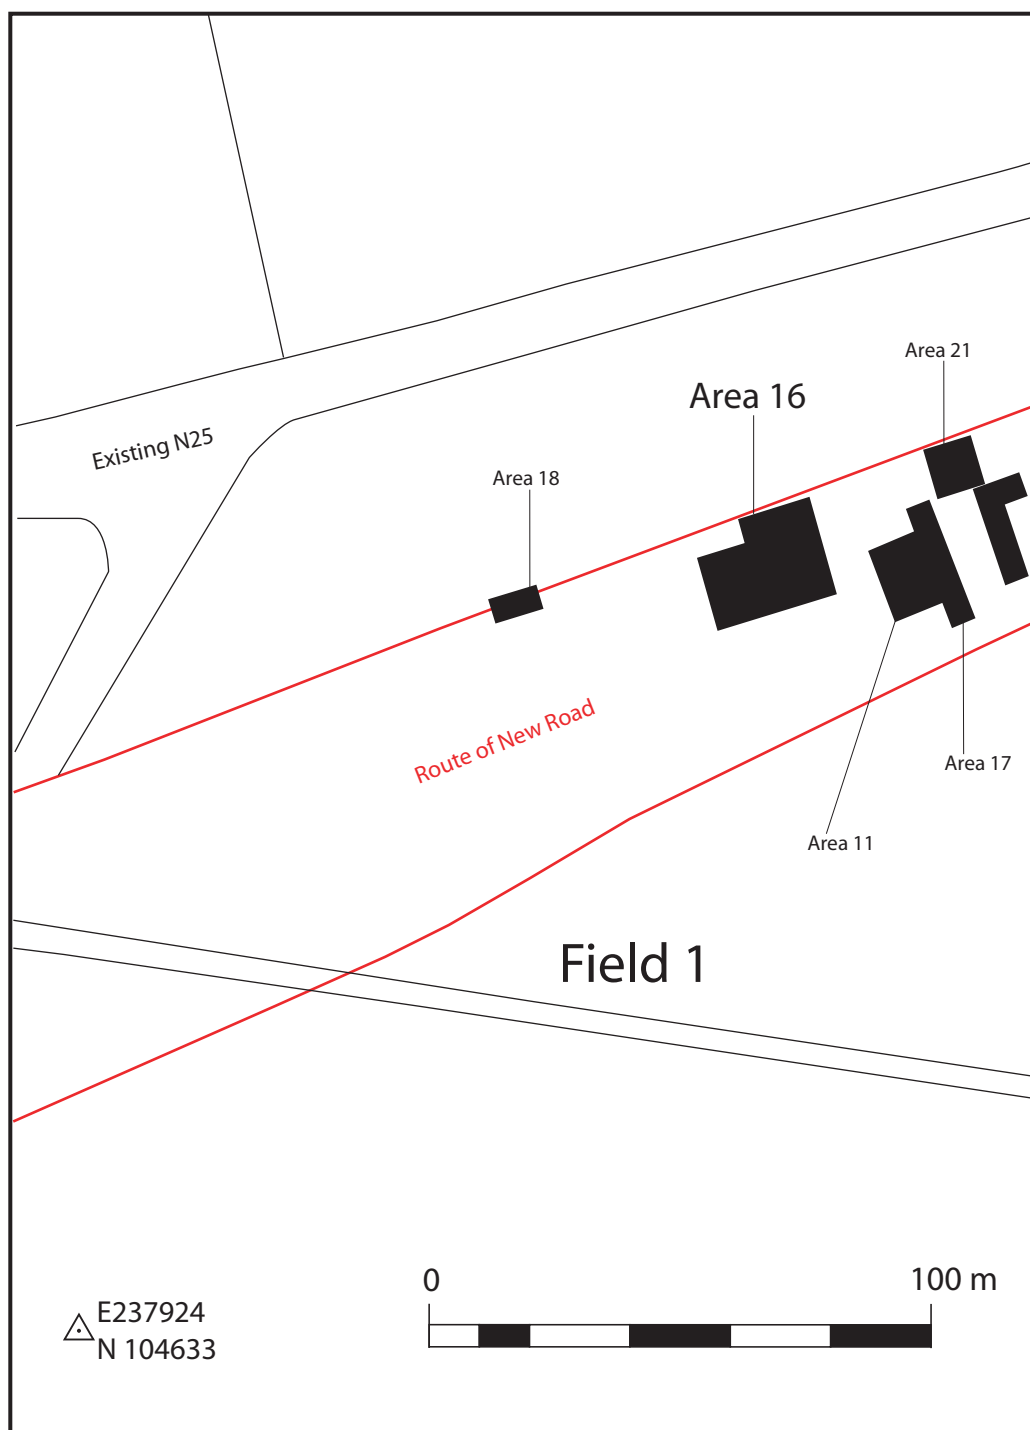 Area 21
Area 16
Existing N25
Area 18
Route of New Road
Area 17
Area 11
Field 1
0
100 m
E237924
N 104633